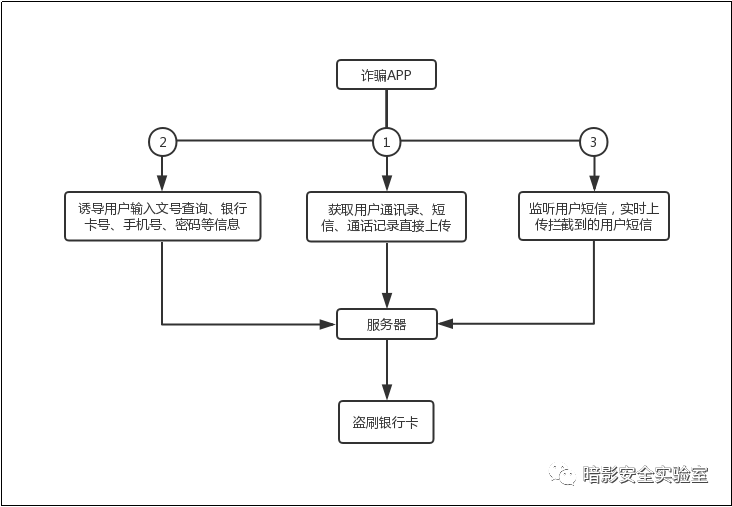 诈骗APP
2
1
3
诱导用户输入文号查询、银行
卡号、手机号、密码等信息
获取用户通讯录、短
信、通话记录直接上传
监听用户短信，实时上
传拦截到的用户短信
服务器
盗刷银行卡
暗影安全实验室